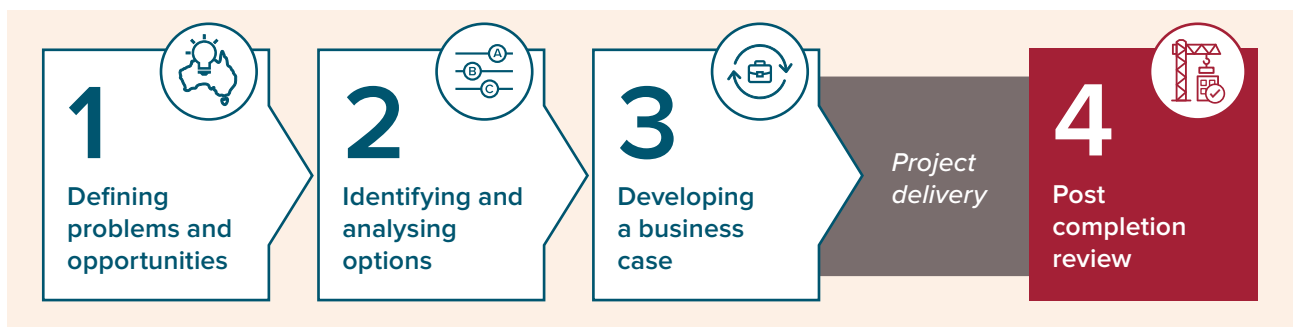 1
Defining
problems and
opportunities
A
B
C
2
Identifying and
analysing
options
3
Developing
a business
case
Project
delivery
4
Post
completion
review